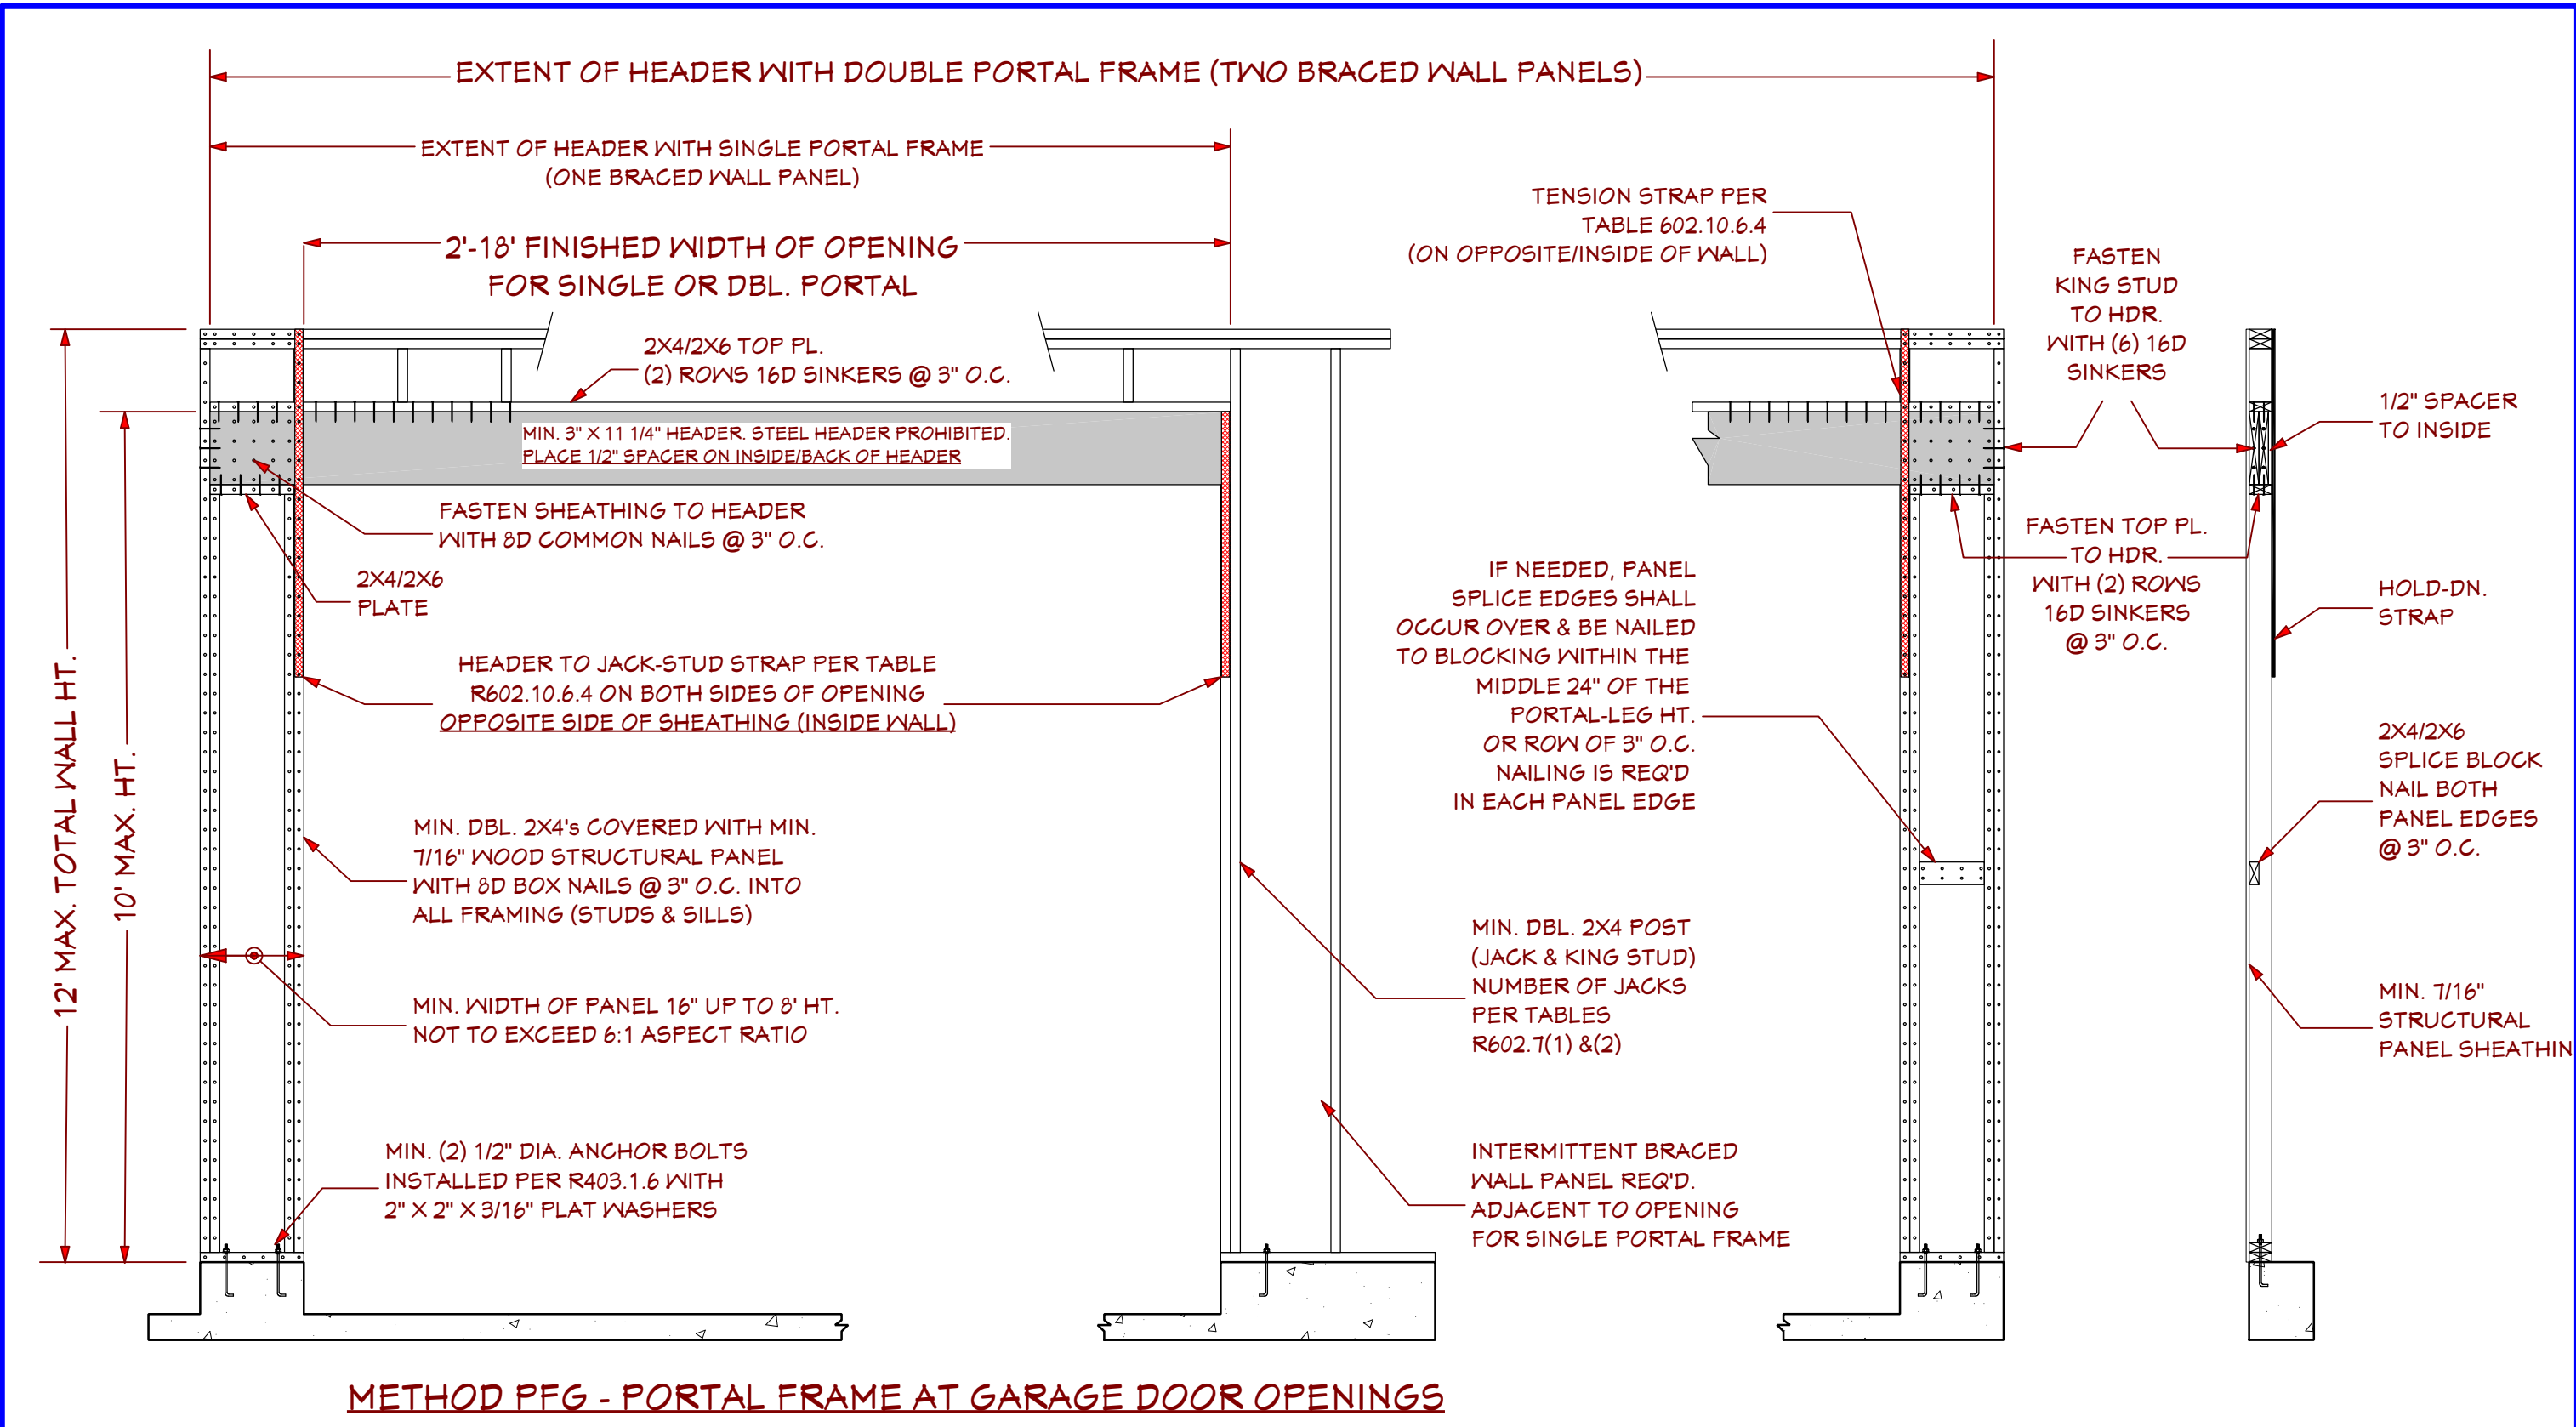 EXTENT OF HEADER WITH DOUBLE PORTAL FRAME (TWO BRACED WALL PANELS)
EXTENT OF HEADER WITH SINGLE PORTAL FRAME
(ONE BRACED WALL PANEL)
2'-18' FINISHED WIDTH OF OPENING
FOR SINGLE OR DBL. PORTAL
TENSION STRAP PER
TABLE 602.10.6.4
(ON OPPOSITE/INSIDE OF WALL)
FASTEN
KING STUD
TO HDR.
WITH (6) 16D
SINKERS
2X4/2X6 TOP PL.
(2) ROWS 16D SINKERS @ 3" O.C.
1/2" SPACER
TO INSIDE
MIN. 3" X 11 1/4" HEADER. STEEL HEADER PROHIBITED.
PLACE 1/2" SPACER ON INSIDE/BACK OF HEADER
FASTEN SHEATHING TO HEADER
WITH 8D COMMON NAILS @ 3" O.C.
2X4/2X6
PLATE
FASTEN TOP PL.
TO HDR.
WITH (2) ROWS
16D SINKERS
@ 3" O.C.
IF NEEDED, PANEL
SPLICE EDGES SHALL
OCCUR OVER & BE NAILED
TO BLOCKING WITHIN THE
MIDDLE 24" OF THE
PORTAL-LEG HT.
OR ROW OF 3" O.C.
NAILING IS REQ'D
IN EACH PANEL EDGE
HOLD-DN.
STRAP
HEADER TO JACK-STUD STRAP PER TABLE
R602.10.6.4 ON BOTH SIDES OF OPENING
OPPOSITE SIDE OF SHEATHING (INSIDE WALL)
12' MAX. TOTAL WALL HT.
10' MAX. HT.
2X4/2X6
SPLICE BLOCK
NAIL BOTH
PANEL EDGES
@ 3" O.C.
MIN. DBL. 2X4's COVERED WITH MIN.
7/16" WOOD STRUCTURAL PANEL
WITH 8D BOX NAILS @ 3" O.C. INTO
ALL FRAMING (STUDS & SILLS)
MIN. DBL. 2X4 POST
(JACK & KING STUD)
NUMBER OF JACKS
PER TABLES
R602.7(1) &(2)
MIN. WIDTH OF PANEL 16" UP TO 8' HT.
NOT TO EXCEED 6:1 ASPECT RATIO
MIN. 7/16"
STRUCTURAL
PANEL SHEATHIN
MIN. (2) 1/2" DIA. ANCHOR BOLTS
INSTALLED PER R403.1.6 WITH
2" X 2" X 3/16" PLAT WASHERS
INTERMITTENT BRACED
WALL PANEL REQ'D.
ADJACENT TO OPENING
FOR SINGLE PORTAL FRAME
METHOD PFG - PORTAL FRAME AT GARAGE DOOR OPENINGS